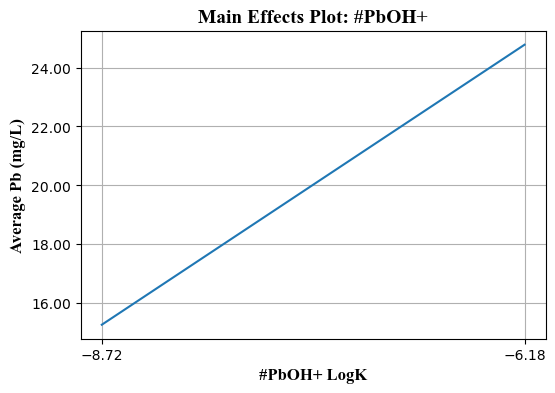 Main Effects Plot: #PbOH+
Average Pb (mg/L)
24.00
22.00
20.00
18.00
16.00
−8.72
−6.18
#PbOH+ LogK